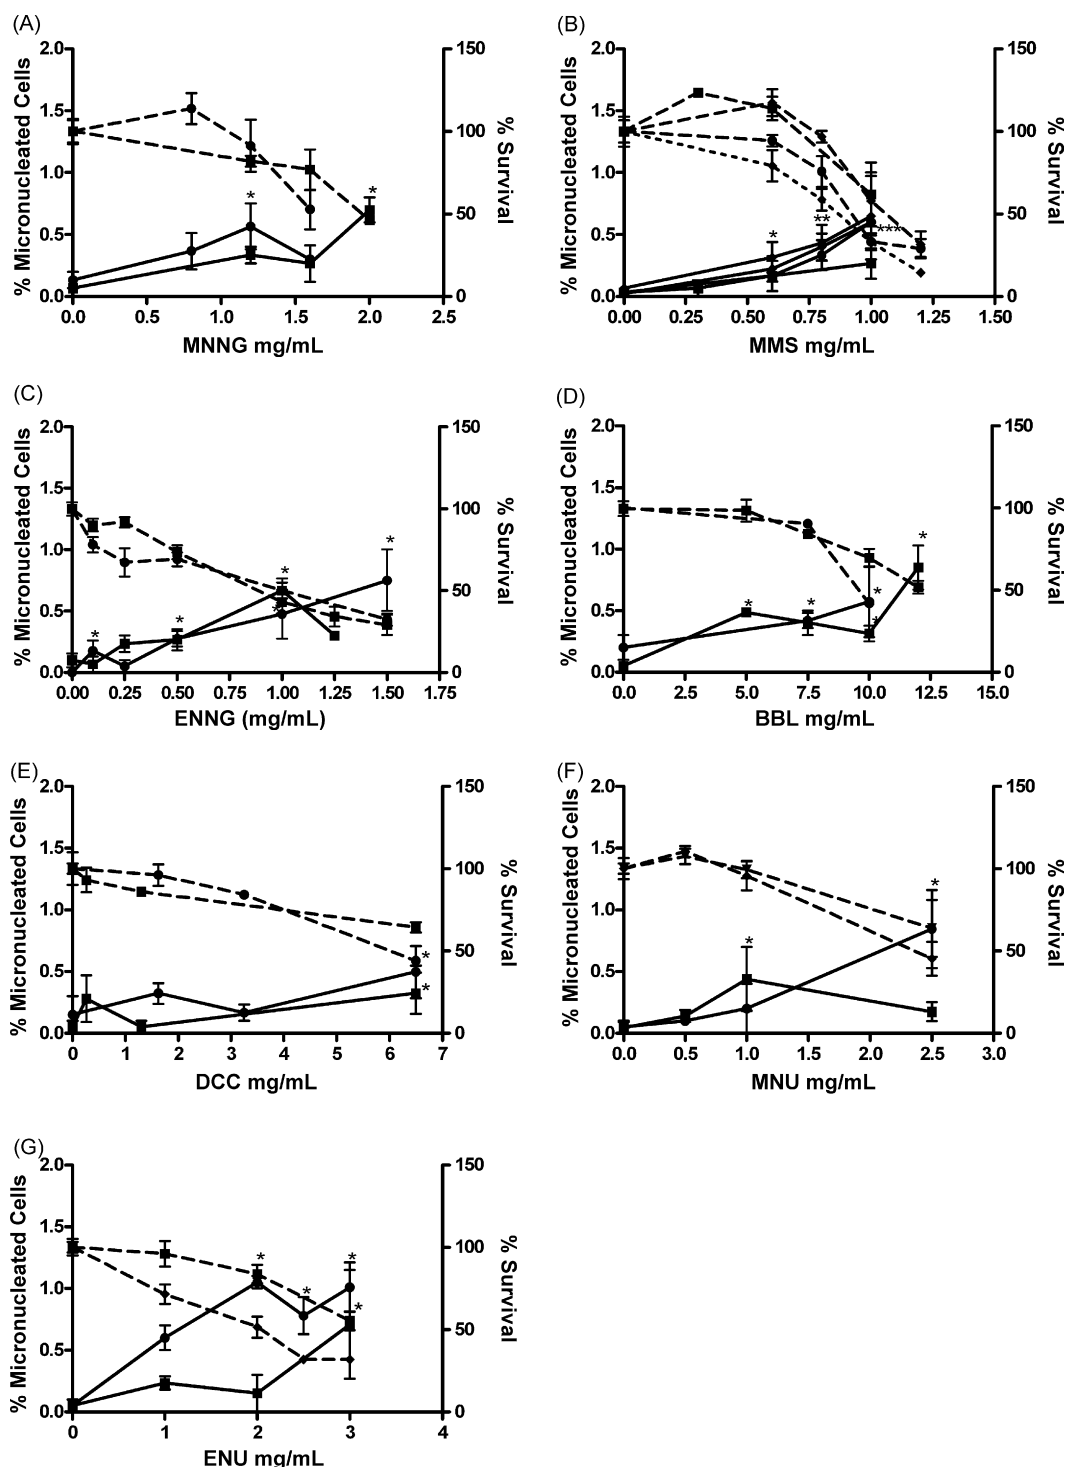 (A)
% Micronucleated Cells
2.0
1.5
1.0
0.5
0.0
150
100
50
0
% Survival
*
*
0.0 0.5 1.0 1.5 2.0 2.5
MNNG mg/mL
(B)
% Micronucleated Cells
2.0
1.5
1.0
0.5
0.0
150
100
50
0
% Survival
*
**
***
0.00 0.25 0.50 0.75 1.00 1.25 1.50
MMS mg/mL
(C)
% Micronucleated Cells
2.0
1.5
1.0
0.5
0.0
150
100
50
0
% Survival
*
*
*
*
*
0.00 0.25 0.50 0.75 1.00 1.25 1.50 1.75
ENNG (mg/mL)
(D)
% Micronucleated Cells
2.0
1.5
1.0
0.5
0.0
150
100
50
0
% Survival
*
*
*
*
*
0.0 2.5 5.0 7.5 10.0 12.5 15.0
BBL mg/mL
(E)
% Micronucleated Cells
2.0
1.5
1.0
0.5
0.0
150
100
50
0
% Survival
*
*
0 1 2 3 4 5 6 7
DCC mg/mL
(F)
% Micronucleated Cells
2.0
1.5
1.0
0.5
0.0
150
100
50
0
% Survival
*
*
0.0 0.5 1.0 1.5 2.0 2.5 3.0
MNU mg/mL
(G)
% Micronucleated Cells
2.0
1.5
1.0
0.5
0.0
150
100
50
0
% Survival
*
*
*
*
0 1 2 3 4
ENU mg/mL